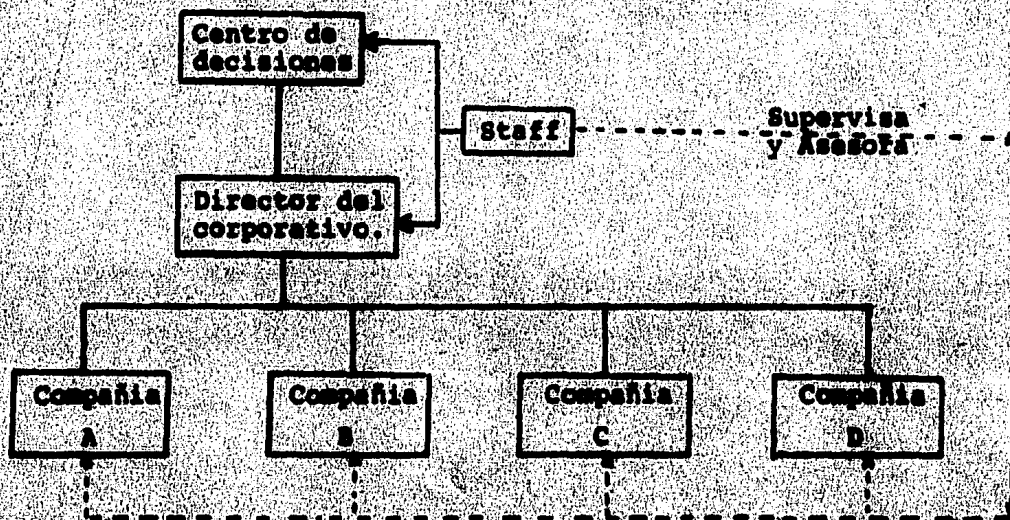 Centro de
decisiones
Staff
Supervisa
y Asesora
Director del
corporativo.
Compañia
A
Compañia
B
Compañia
C
Compañia
D